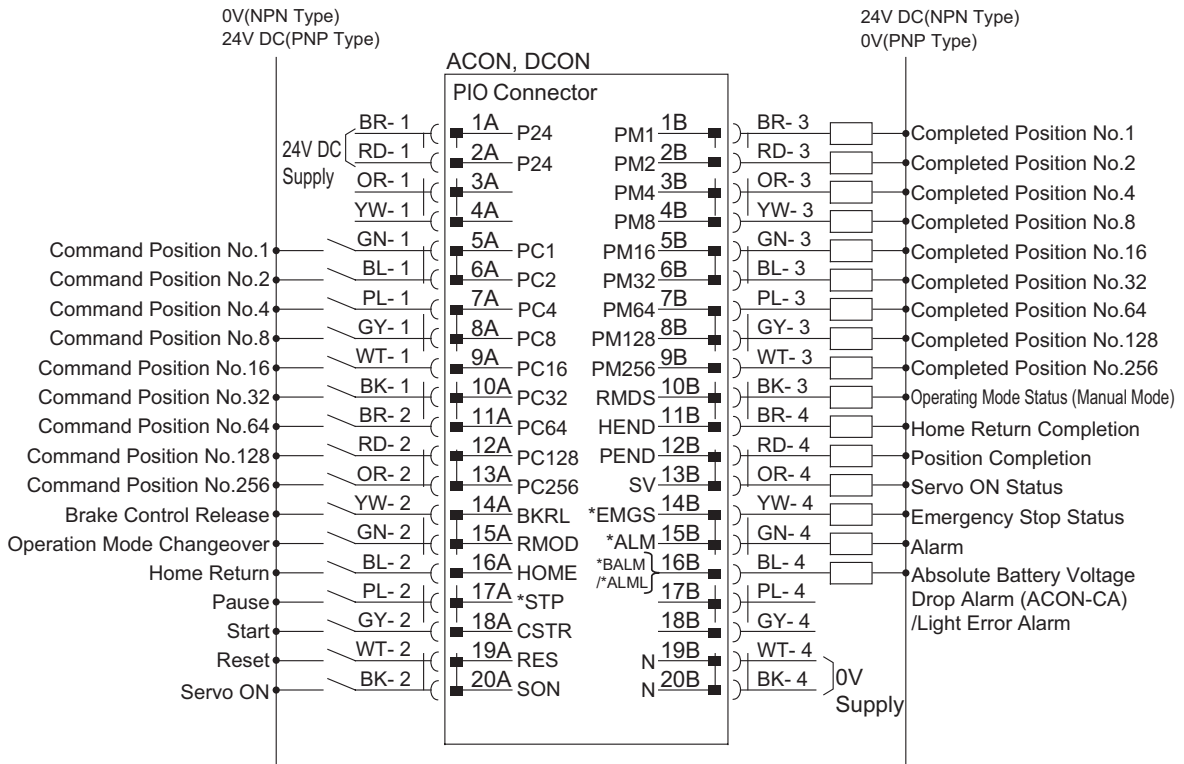 0V(NPN Type)
24V DC(PNP Type)
24V DC(NPN Type)
0V(PNP Type)
ACON, DCON
PIO Connector
24V DC
Supply
BR- 1 1A P24 PM1 1B BR- 3 Completed Position No.1
RD- 1 2A P24 PM2 2B RD- 3 Completed Position No.2
OR- 1 3A PM4 3B OR- 3 Completed Position No.4
YW- 1 4A PM8 4B YW- 3 Completed Position No.8
Command Position No.1 GN- 1 5A PC1 PM16 5B GN- 3 Completed Position No.16
Command Position No.2 BL- 1 6A PC2 PM32 6B BL- 3 Completed Position No.32
Command Position No.4 PL- 1 7A PC4 PM64 7B PL- 3 Completed Position No.64
Command Position No.8 GY- 1 8A PC8 PM128 8B GY- 3 Completed Position No.128
Command Position No.16 WT- 1 9A PC16 PM256 9B WT- 3 Completed Position No.256
Command Position No.32 BK- 1 10A PC32 RMDS 10B BK- 3 Operating Mode Status (Manual Mode)
Command Position No.64 BR- 2 11A PC64 HEND 11B BR- 4 Home Return Completion
Command Position No.128 RD- 2 12A PC128 PEND 12B RD- 4 Position Completion
Command Position No.256 OR- 2 13A PC256 SV 13B OR- 4 Servo ON Status
Brake Control Release YW- 2 14A BKRL *EMGS 14B YW- 4 Emergency Stop Status
Operation Mode Changeover GN- 2 15A RMOD *ALM 15B GN- 4 Alarm
Home Return BL- 2 16A HOME *BALM /*ALML 16B BL- 4 Absolute Battery Voltage
Drop Alarm (ACON-CA)
/Light Error Alarm
Pause PL- 2 17A *STP 17B PL- 4
Start GY- 2 18A CSTR 18B GY- 4
Reset WT- 2 19A RES N 19B WT- 4
Servo ON BK- 2 20A SON N 20B BK- 4
0V
Supply